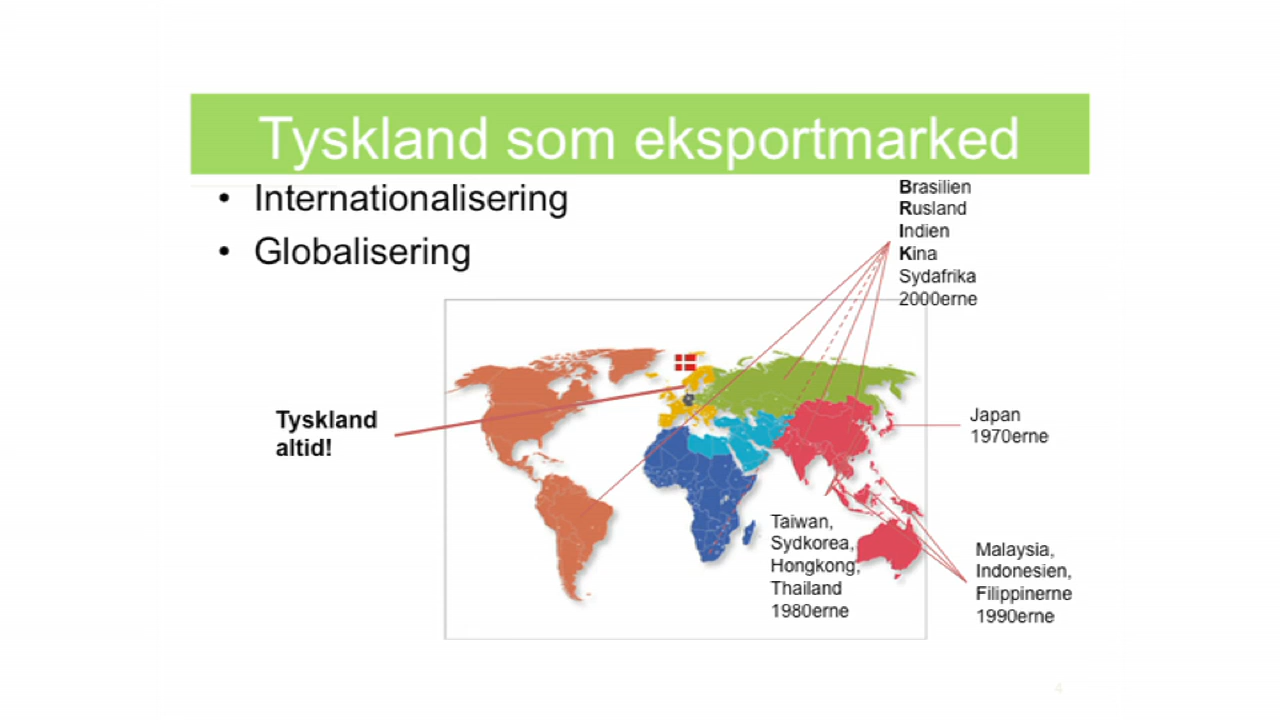 Tyskland som eksportmarked
• Internationalisering
• Globalisering
Brasilien
Rusland
Indien
Kina
Sydafrika
2000erne
Tyskland
altid!
Japan
1970erne
Taiwan,
Sydkorea,
Hongkong,
Thailand
1980erne
Malaysia,
Indonesien,
Filippinerne
1990erne
4